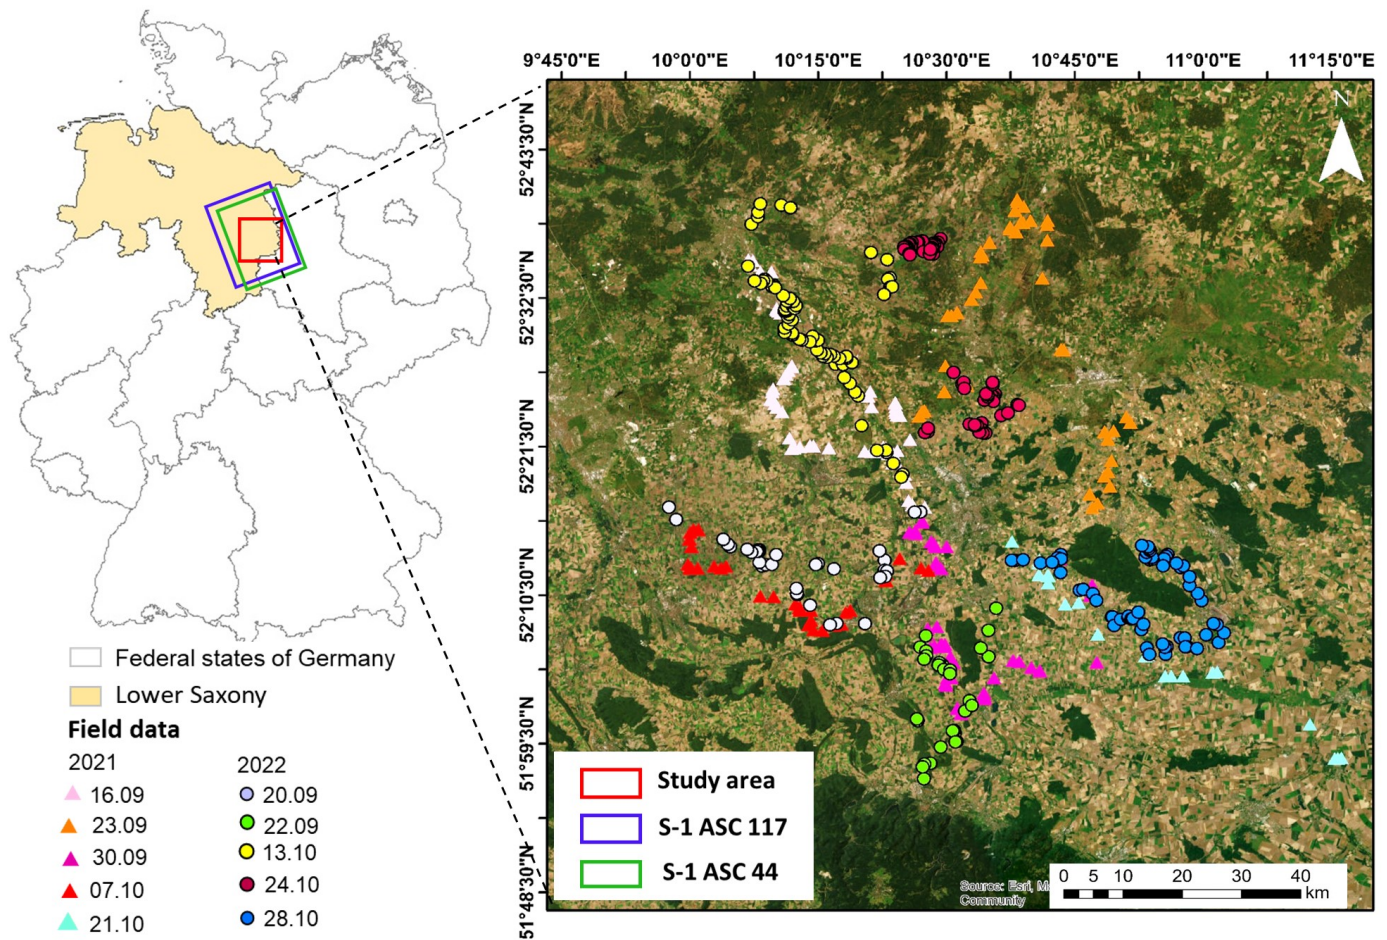 9°45'0"E 10°0'0"E 10°15'0"E 10°30'0"E 10°45'0"E 11°0'0"E 11°15'0"E
52°43'30"N
52°32'30"N
52°21'30"N
52°10'30"N
51°59'30"N
51°48'30"N
N
Federal states of Germany
Lower Saxony
Field data
2021
16.09
23.09
30.09
07.10
21.10
2022
20.09
22.09
13.10
24.10
28.10
Study area
S-1 ASC 117
S-1 ASC 44
Source: Esri,
Community
0 5 10 20 30 40
km